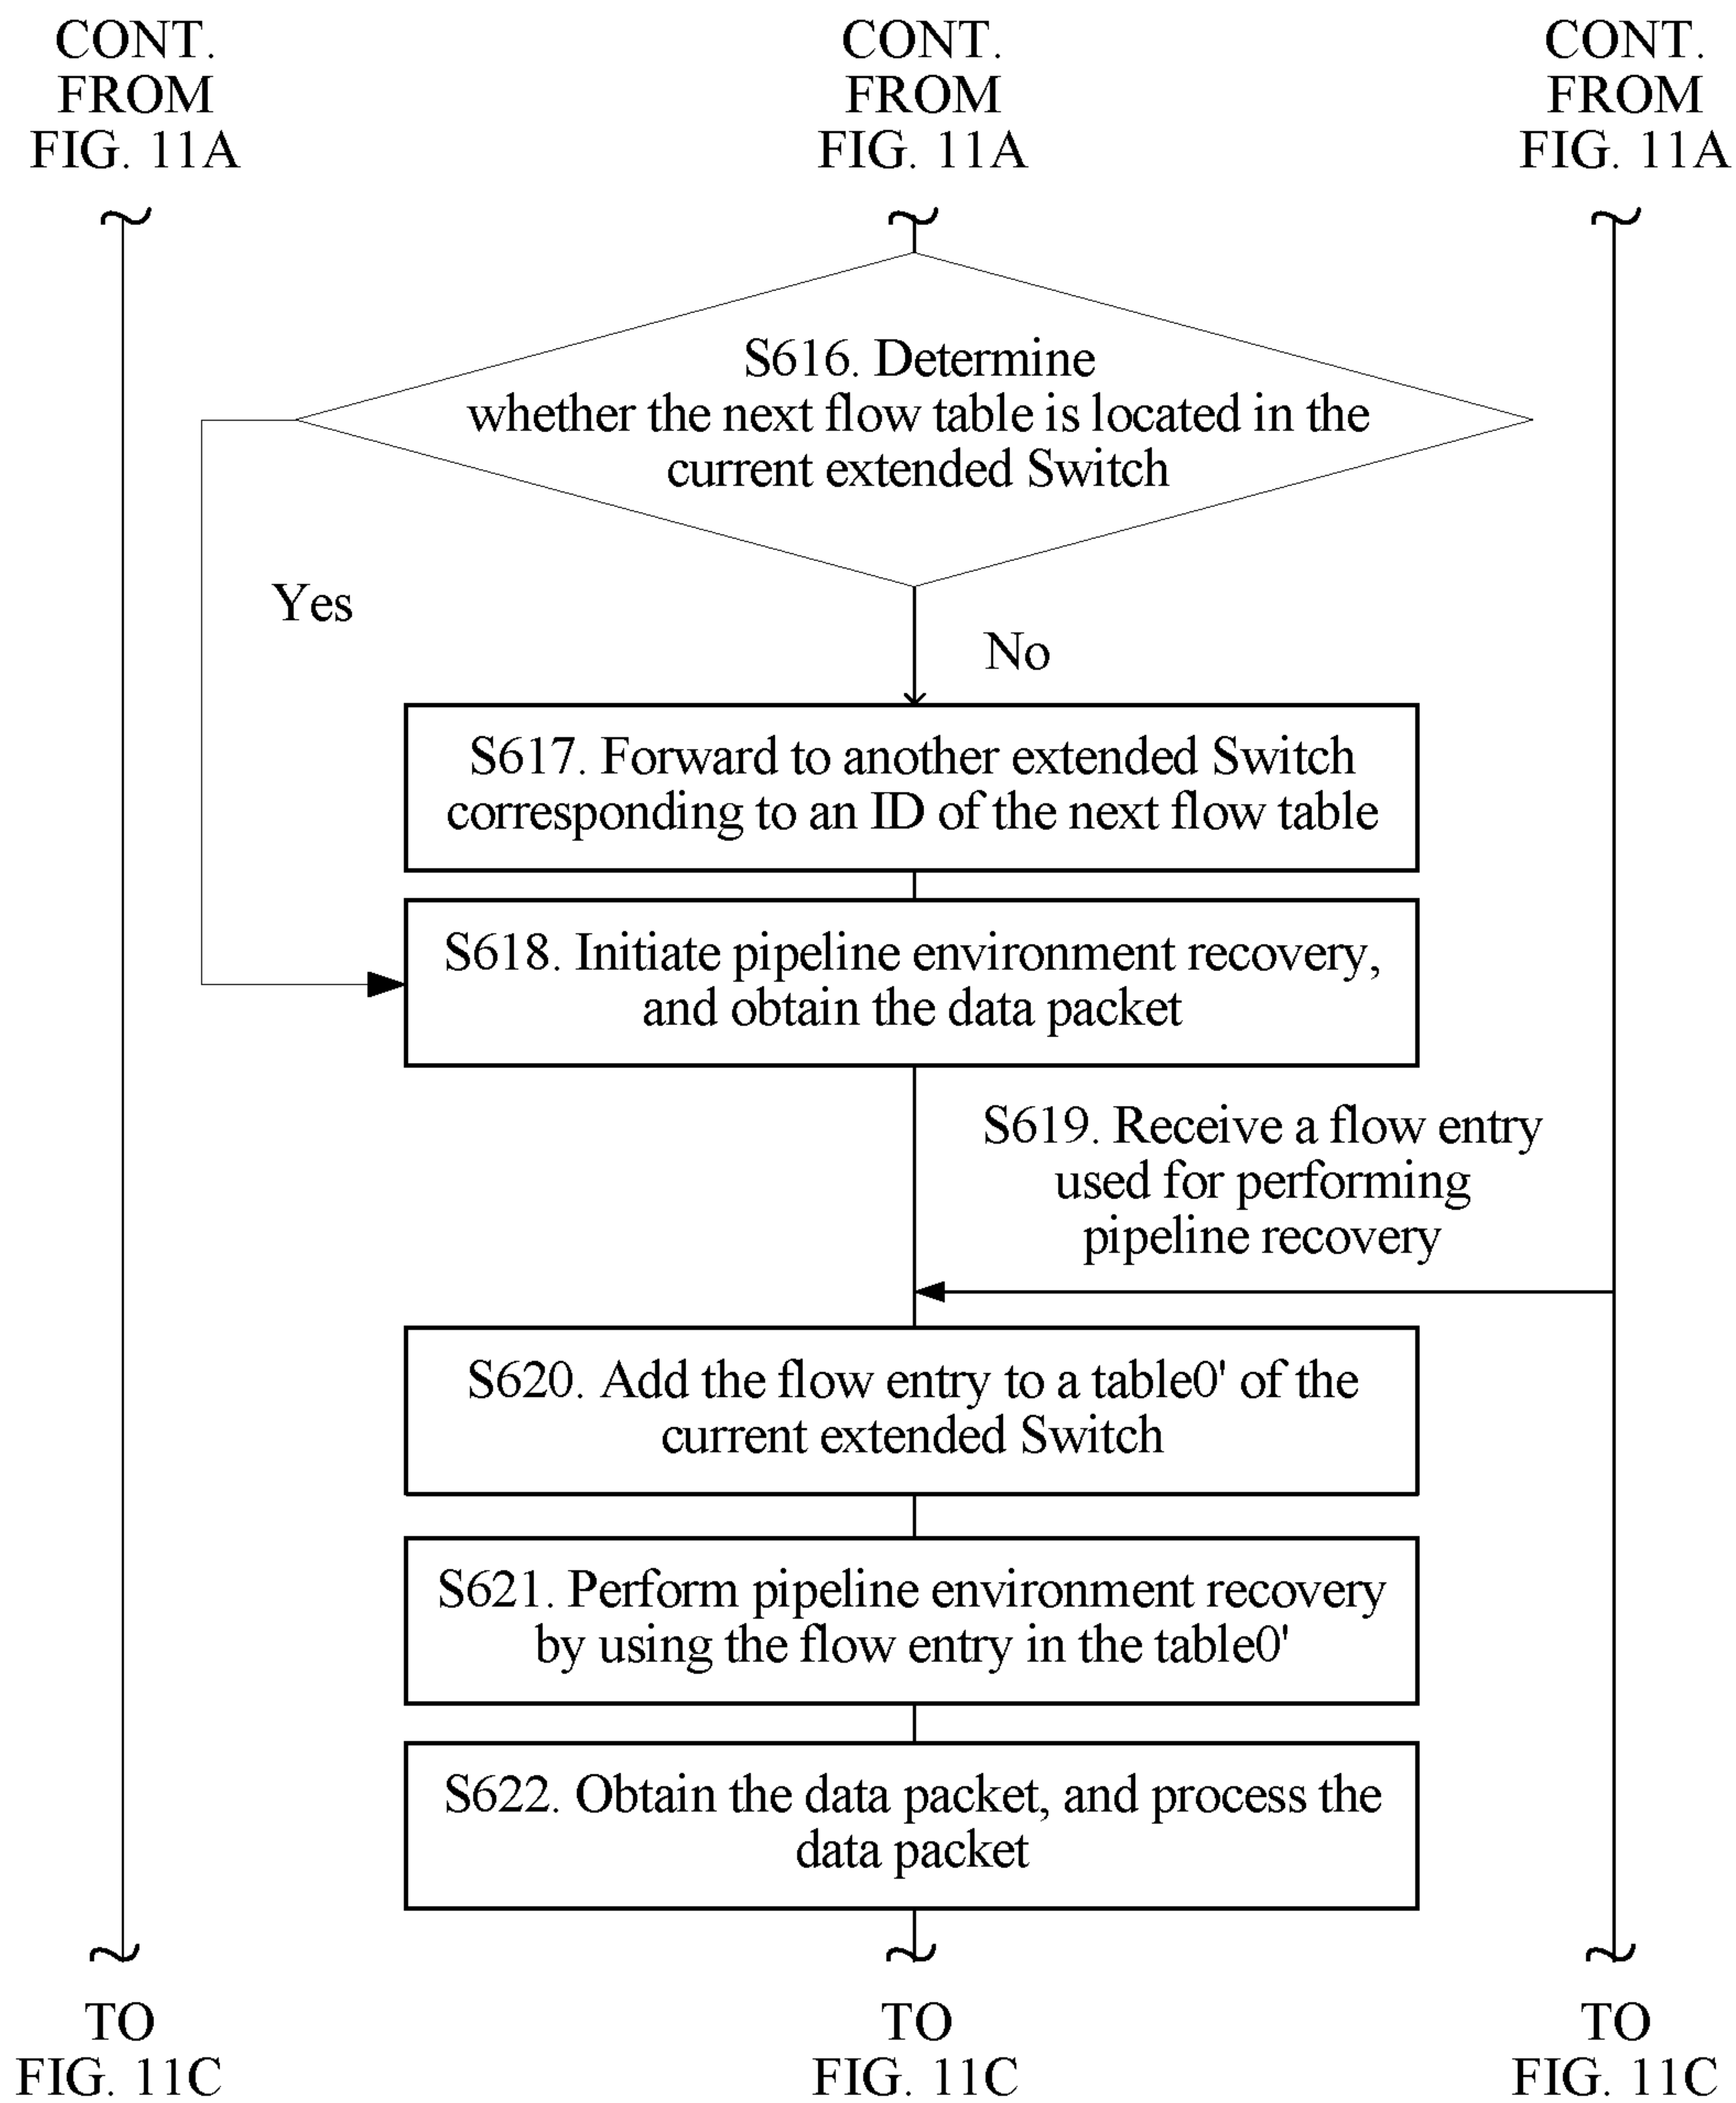 CONT.
FROM
FIG. 11A
CONT.
FROM
FIG. 11A
CONT.
FROM
FIG. 11A
S616. Determine
whether the next flow table is located in the
current extended Switch
Yes
No
S617. Forward to another extended Switch
corresponding to an ID of the next flow table
S618. Initiate pipeline environment recovery,
and obtain the data packet
S619. Receive a flow entry
used for performing
pipeline recovery
S620. Add the flow entry to a table0' of the
current extended Switch
S621. Perform pipeline environment recovery
by using the flow entry in the table0'
S622. Obtain the data packet, and process the
data packet
TO
FIG. 11C
TO
FIG. 11C
TO
FIG. 11C